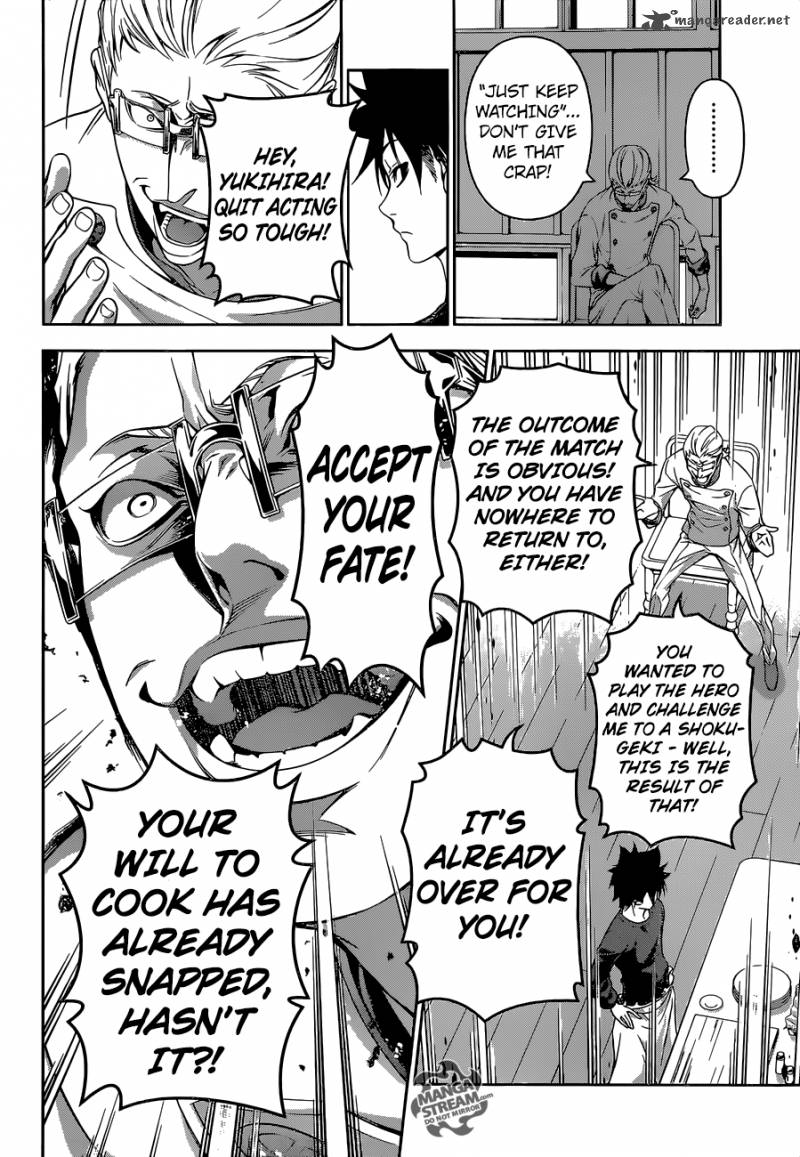 mangareader.net
.........
"JUST KEEP
WATCHING"...
DON'T GIVE
ME THAT
CRAP!
HEY,
YUKIHIRA!
QUIT ACTING
SO TOUGH!
THE OUTCOME
OF THE MATCH
IS OBVIOUS!
AND YOU HAVE
NOWHERE TO
RETURN TO,
EITHER!
YOU
WANTED TO
PLAY THE HERO
AND CHALLENGE
ME TO A SHOKU-
GEKI - WELL,
THIS IS THE
RESULT OF
THAT!
ACCEPT
YOUR
FATE!
IT'S
ALREADY
OVER FOR
YOU!
YOUR
WILL TO
COOK HAS
ALREADY
SNAPPED,
HASN'T
IT?!
MANGA
STREAM.com
DO NOT MIRROR